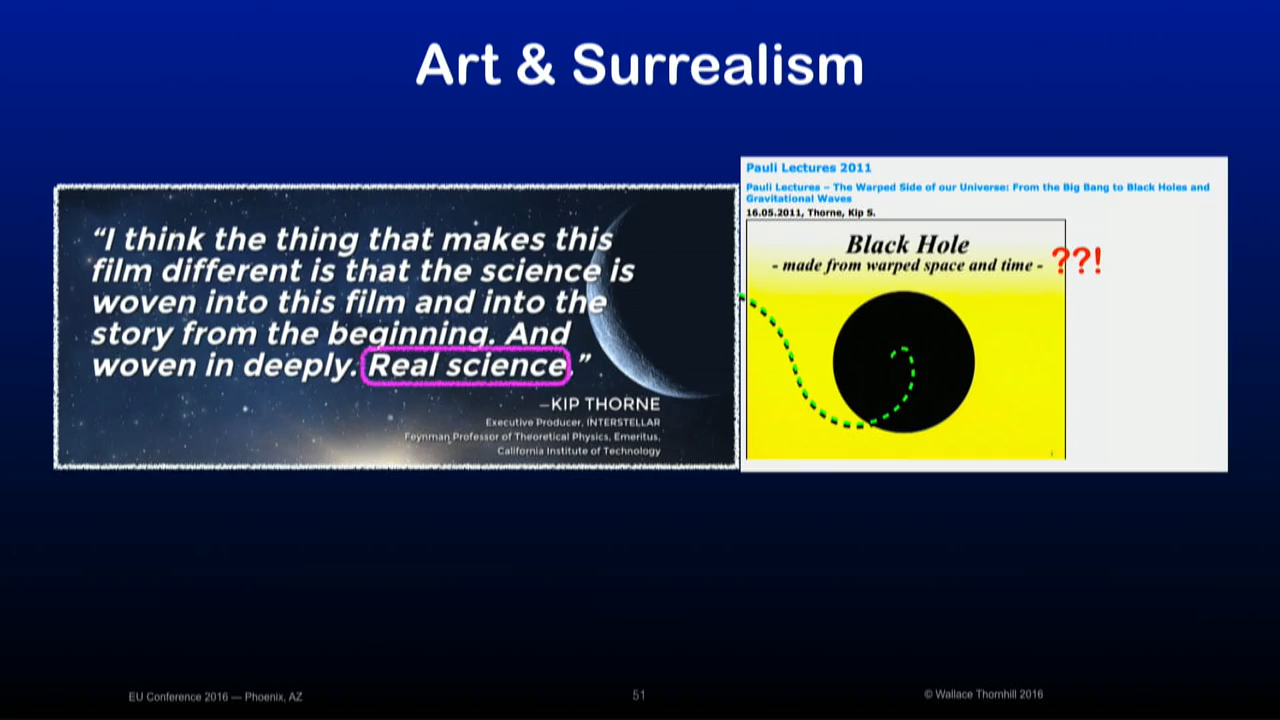 Art & Surrealism
“I think the thing that makes this
film different is that the science is
woven into this film and into the
story from the beginning. And
woven in deeply. Real science.”
—KIP THORNE
Executive Producer, INTERSTELLAR
Feynman Professor of Theoretical Physics, Emeritus,
California Institute of Technology
Pauli Lectures 2011
Pauli Lectures – The Warped Side of our Universe: From the Big Bang to Black Holes and
Gravitational Waves
16.05.2011, Thorne, Kip S.
Black Hole
- made from warped space and time - ??!
EU Conference 2016 — Phoenix, AZ
51
© Wallace Thornhill 2016